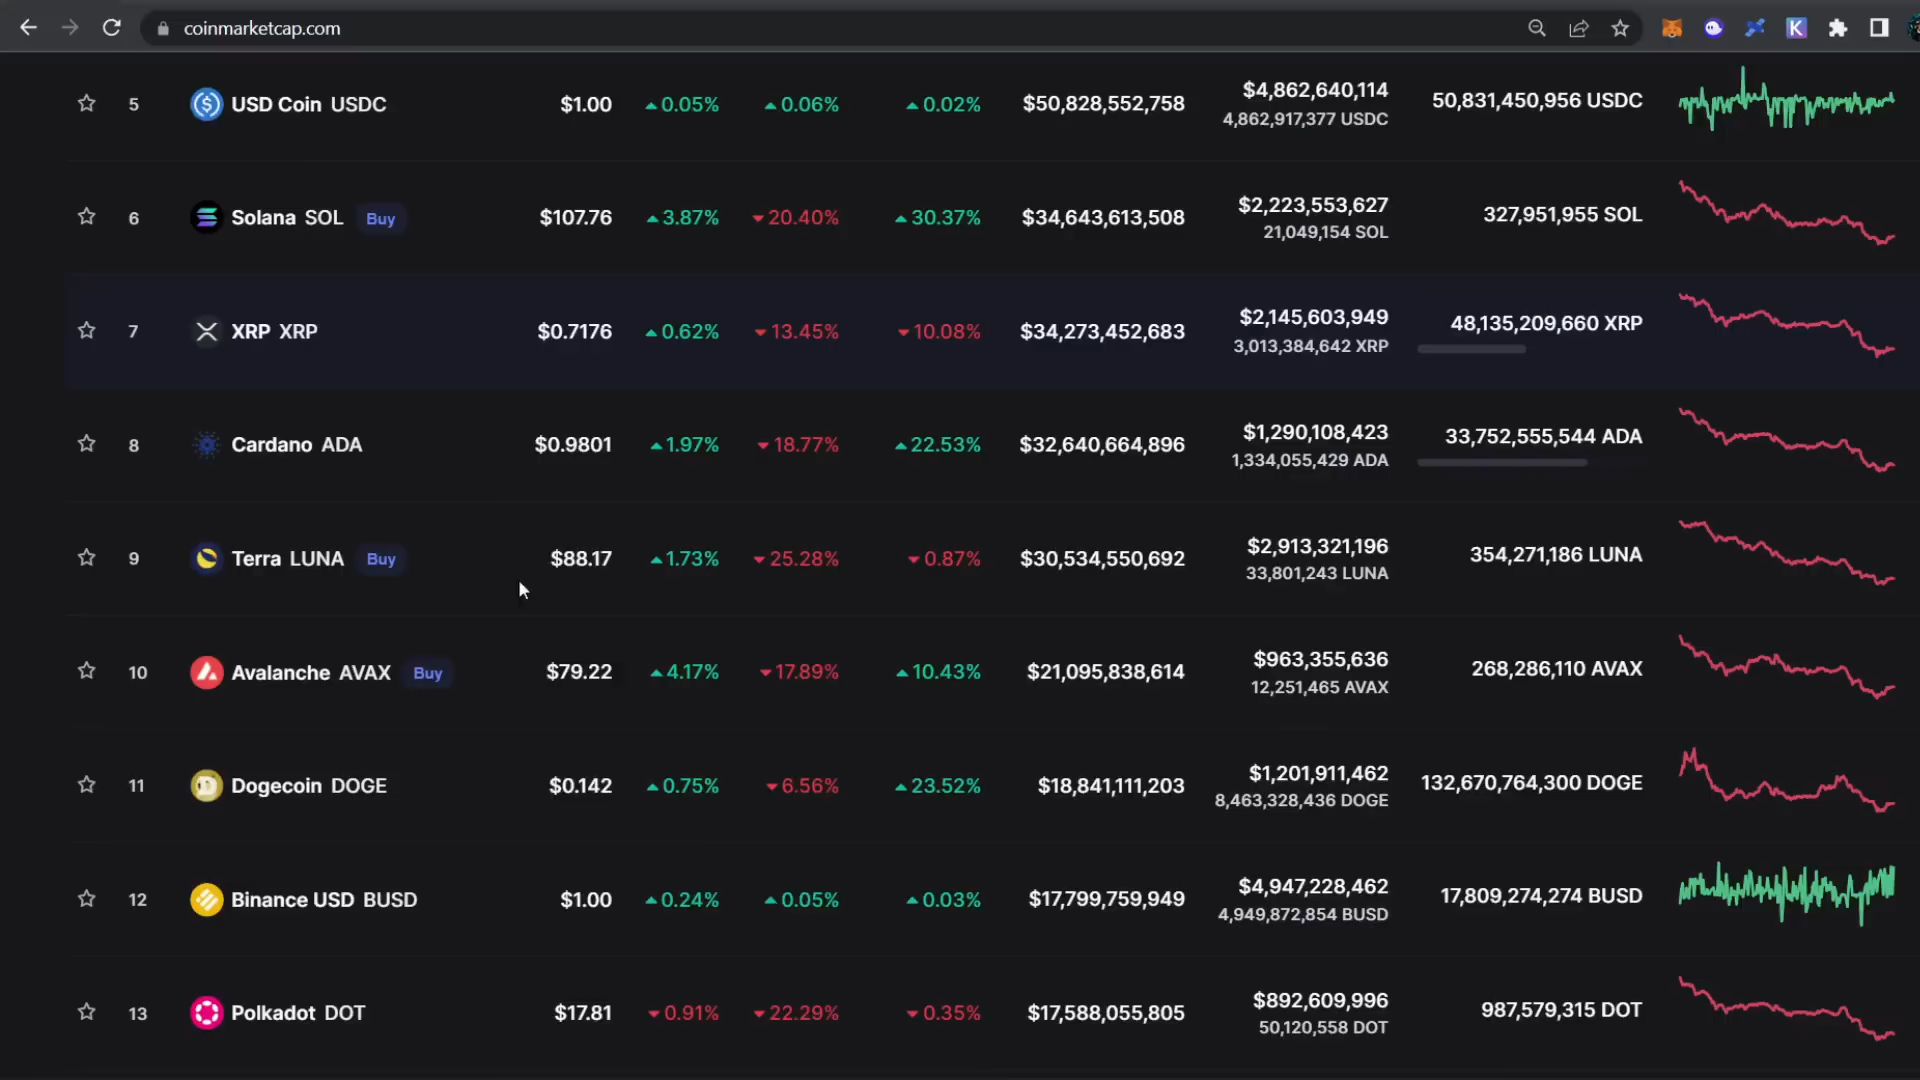 coinmarketcap.com
K
5 USD Coin USDC $1.00 0.05% 0.06% 0.02% $50,828,552,758 $4,862,640,114 50,831,450,956 USDC
4,862,917,377 USDC
6 Solana SOL Buy $107.76 3.87% 20.40% 30.37% $34,643,613,508 $2,223,553,627 327,951,955 SOL
21,049,154 SOL
7 XRP XRP $0.7176 0.62% 13.45% 10.08% $34,273,452,683 $2,145,603,949 48,135,209,660 XRP
3,013,384,642 XRP
8 Cardano ADA $0.9801 1.97% 18.77% 22.53% $32,640,664,896 $1,290,108,423 33,752,555,544 ADA
1,334,055,429 ADA
9 Terra LUNA Buy $88.17 1.73% 25.28% 0.87% $30,534,550,692 $2,913,321,196 354,271,186 LUNA
33,801,243 LUNA
10 Avalanche AVAX Buy $79.22 4.17% 17.89% 10.43% $21,095,838,614 $963,355,636 268,286,110 AVAX
12,251,465 AVAX
11 Dogecoin DOGE $0.142 0.75% 6.56% 23.52% $18,841,111,203 $1,201,911,462 132,670,764,300 DOGE
8,463,328,436 DOGE
12 Binance USD BUSD $1.00 0.24% 0.05% 0.03% $17,799,759,949 $4,947,228,462 17,809,274,274 BUSD
4,949,872,854 BUSD
13 Polkadot DOT $17.81 0.91% 22.29% 0.35% $17,588,055,805 $892,609,996 987,579,315 DOT
50,120,558 DOT